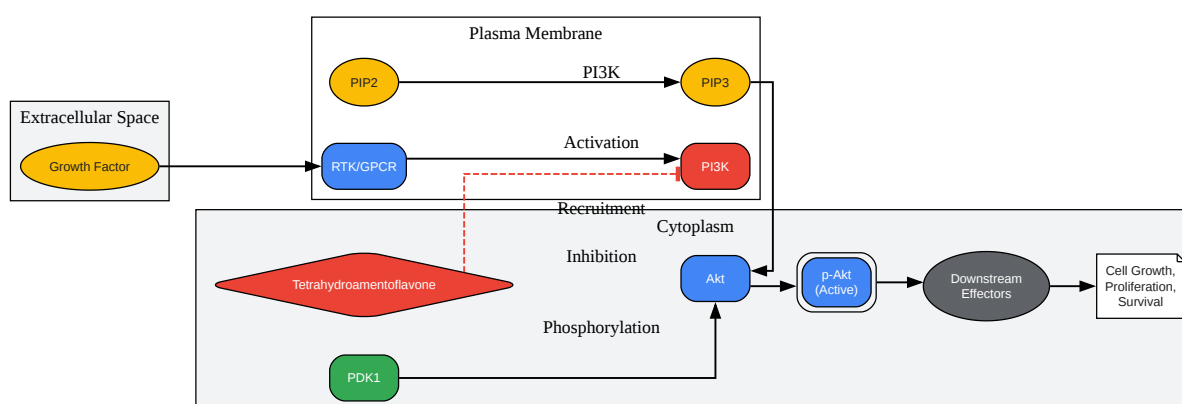 Plasma Membrane
PIP2
PI3K
PIP3
Extracellular Space
Growth Factor
RTK/GPCR
Activation
PI3K
Recruitment
Cytoplasm
Inhibition
Tetrahydroamentoflavone
Akt
p-Akt
(Active)
Downstream
Effectors
Cell Growth,
Proliferation,
Survival
Phosphorylation
PDK1